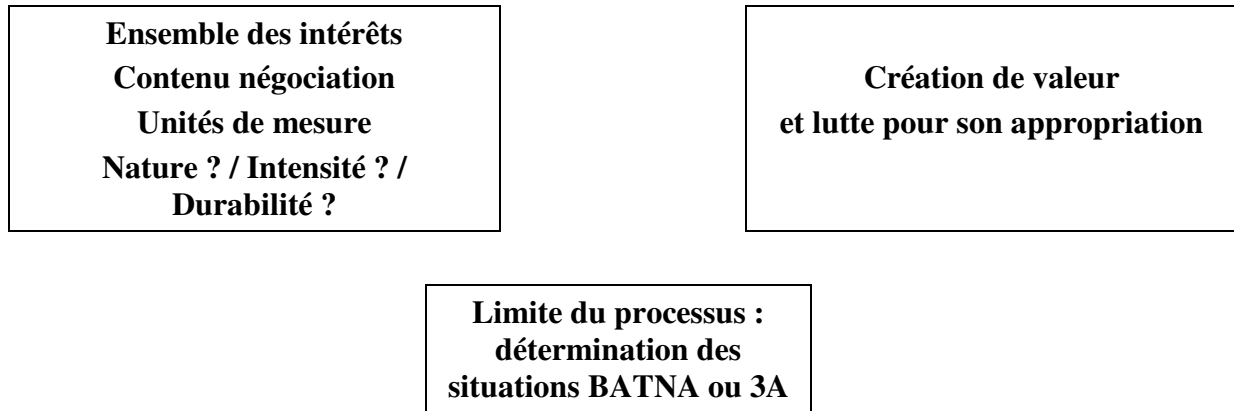 Ensemble des intérêts
Contenu négociation
Unités de mesure
Nature ? / Intensité ? /
Durabilité ?
Création de valeur
et lutte pour son appropriation
Limite du processus :
détermination des
situations BATNA ou 3A